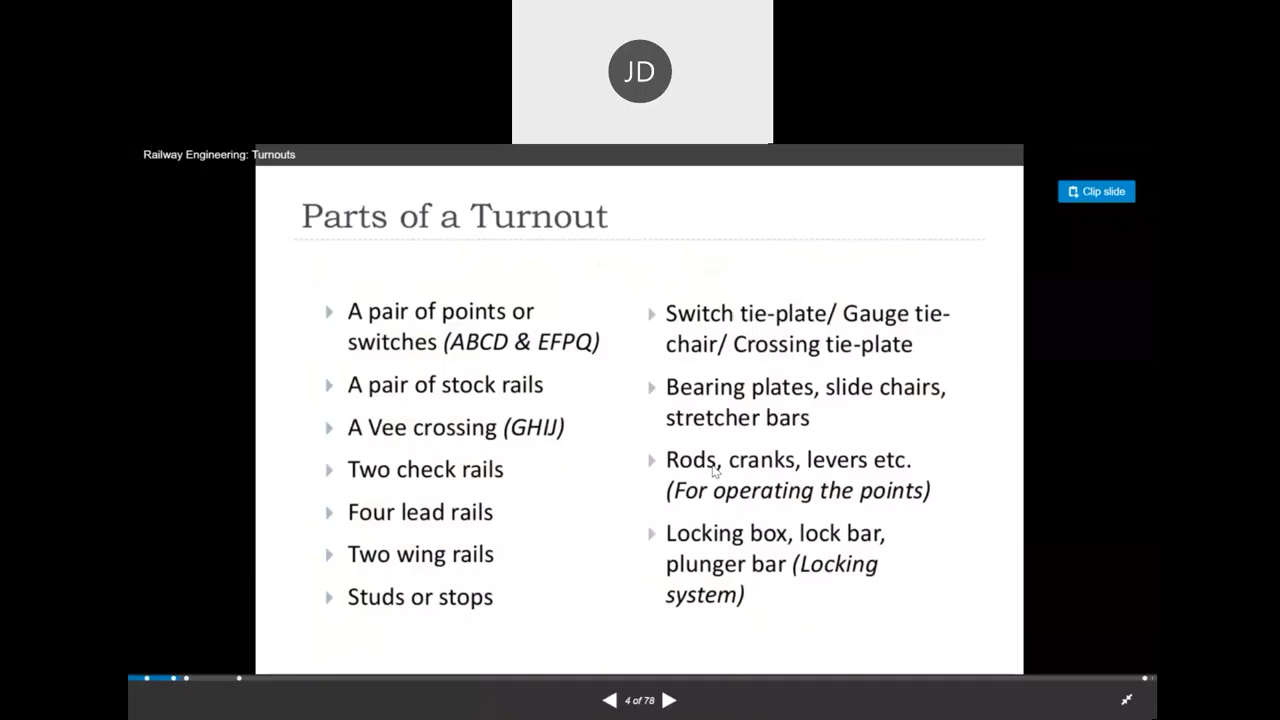 JD
Railway Engineering: Turnouts
Clip slide
Parts of a Turnout
A pair of points or
switches (ABCD & EFPQ)
A pair of stock rails
A Vee crossing (GHIJ)
Two check rails
Four lead rails
Two wing rails
Studs or stops
Switch tie-plate/ Gauge tie-
chair/ Crossing tie-plate
Bearing plates, slide chairs,
stretcher bars
Rods, cranks, levers etc.
(For operating the points)
Locking box, lock bar,
plunger bar (Locking
system)
4 of 78